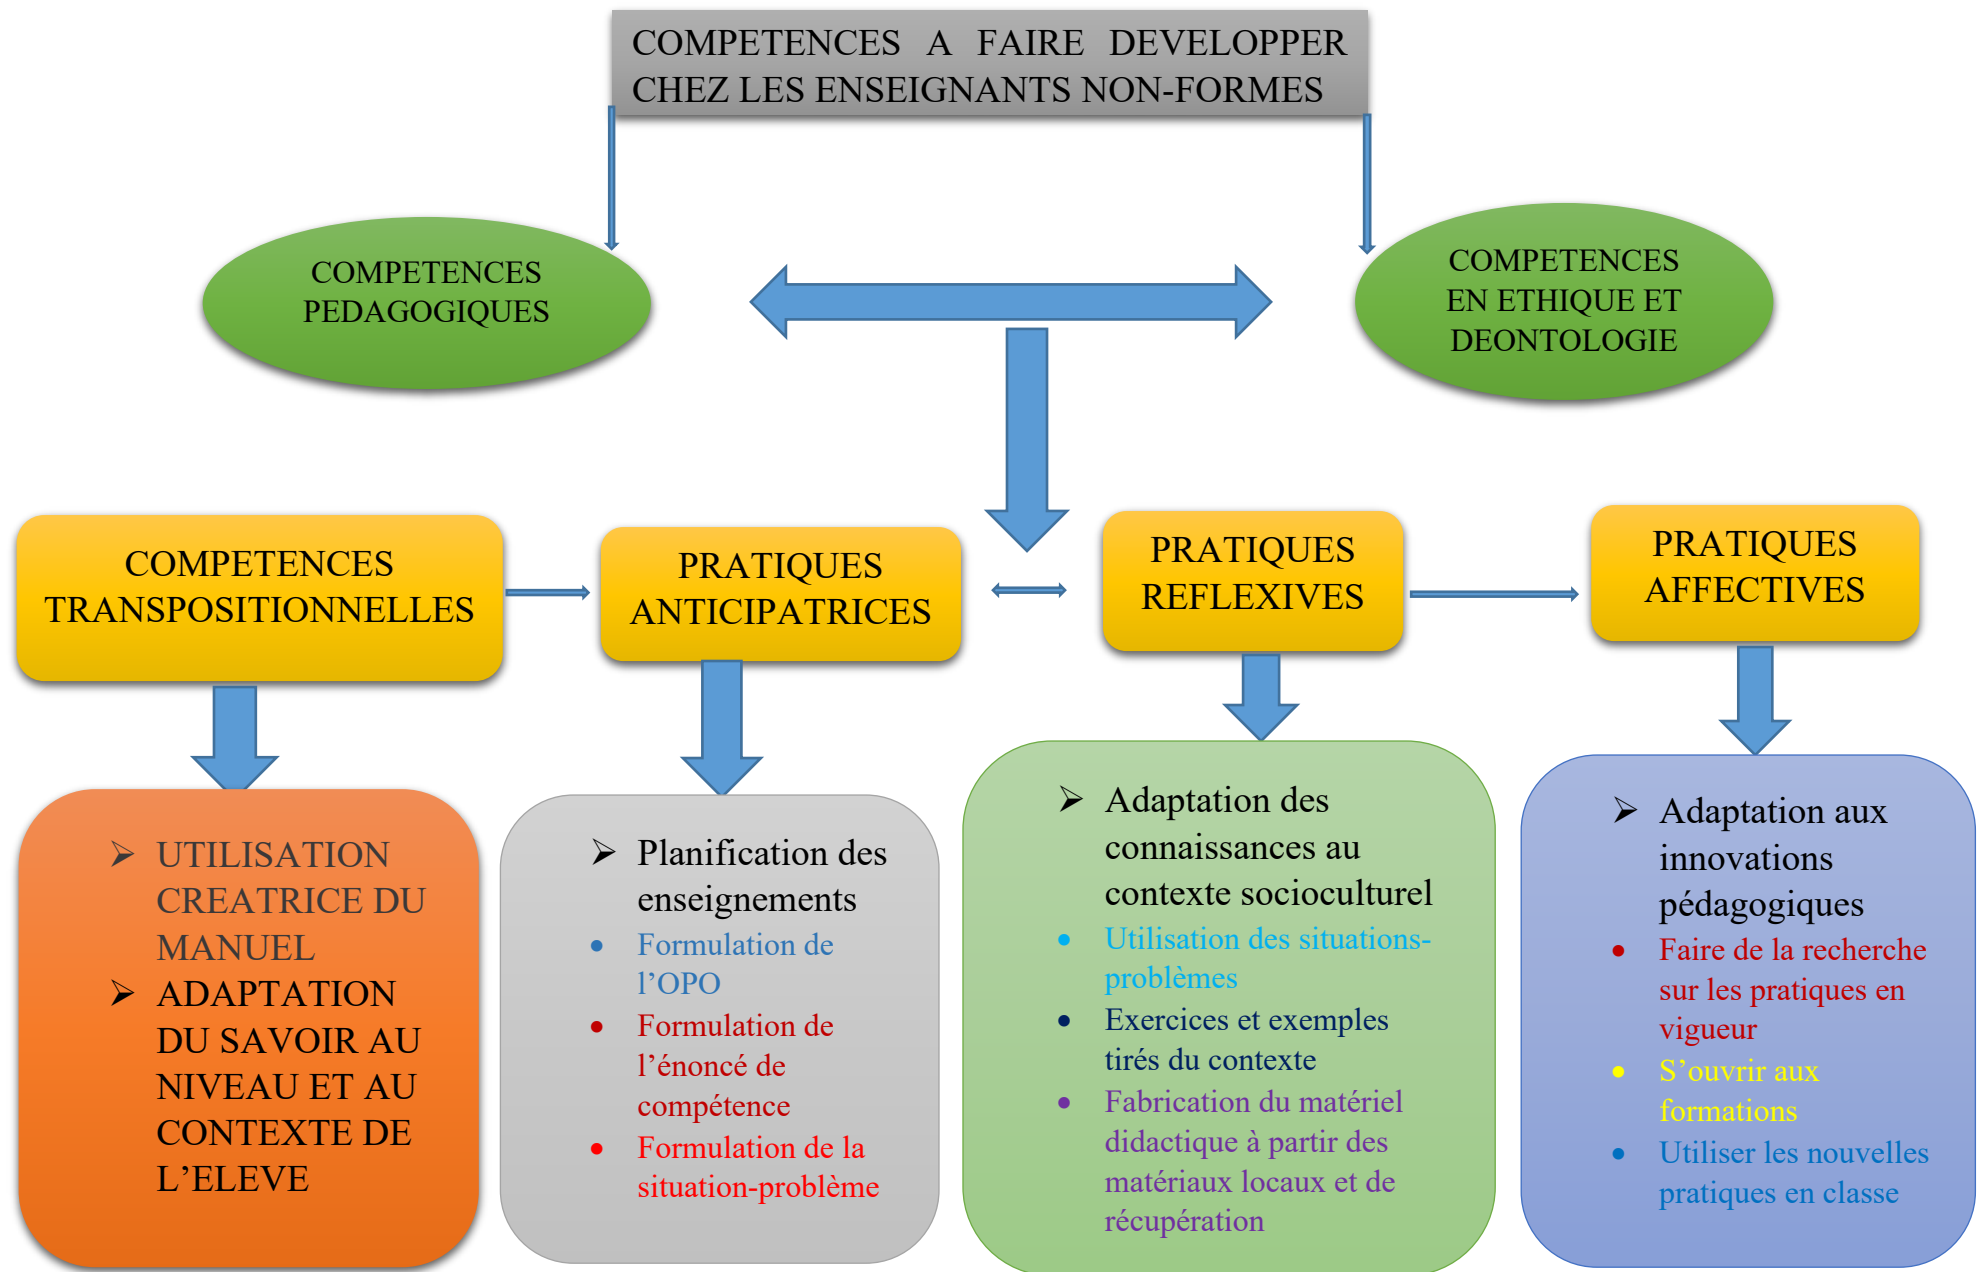 COMPETENCES A FAIRE DEVELOPPER
CHEZ LES ENSEIGNANTS NON-FORMES
COMPETENCES
PEDAGOGIQUES
COMPETENCES
EN ETHIQUE ET
DEONTOLOGIE
COMPETENCES
TRANSPOSITIONNELLES
PRATIQUES
ANTICIPATRICES
PRATIQUES
REFLEXIVES
PRATIQUES
AFFECTIVES
➢ UTILISATION
CREATRICE DU
MANUEL
➢ ADAPTATION
DU SAVOIR AU
NIVEAU ET AU
CONTEXTE DE
L’ELEVE
➢ Planification des
enseignements
• Formulation de
l’OPO
• Formulation de
l’énoncé de
compétence
• Formulation de la
situation-problème
➢ Adaptation des
connaissances au
contexte socioculturel
• Utilisation des situations-
problèmes
• Exercices et exemples
tirés du contexte
• Fabrication du matériel
didactique à partir des
matériaux locaux et de
récupération
➢ Adaptation aux
innovations
pédagogiques
• Faire de la recherche
sur les pratiques en
vigueur
• S’ouvrir aux
formations
• Utiliser les nouvelles
pratiques en classe